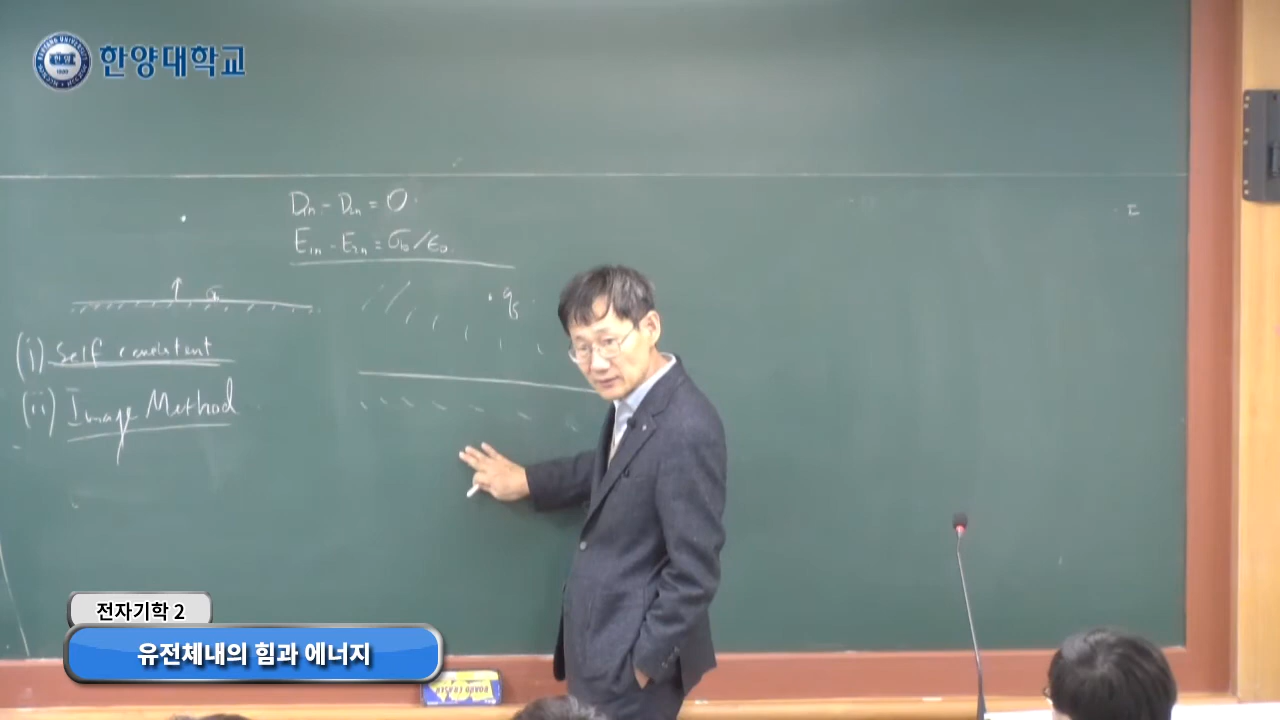 한양대학교
D₁ₙ - D₂ₙ = 0
E₁ₙ - E₂ₙ = σb/ε₀
(i) Self consistent
(ii) Image Method
전자기학 2
유전체내의 힘과 에너지